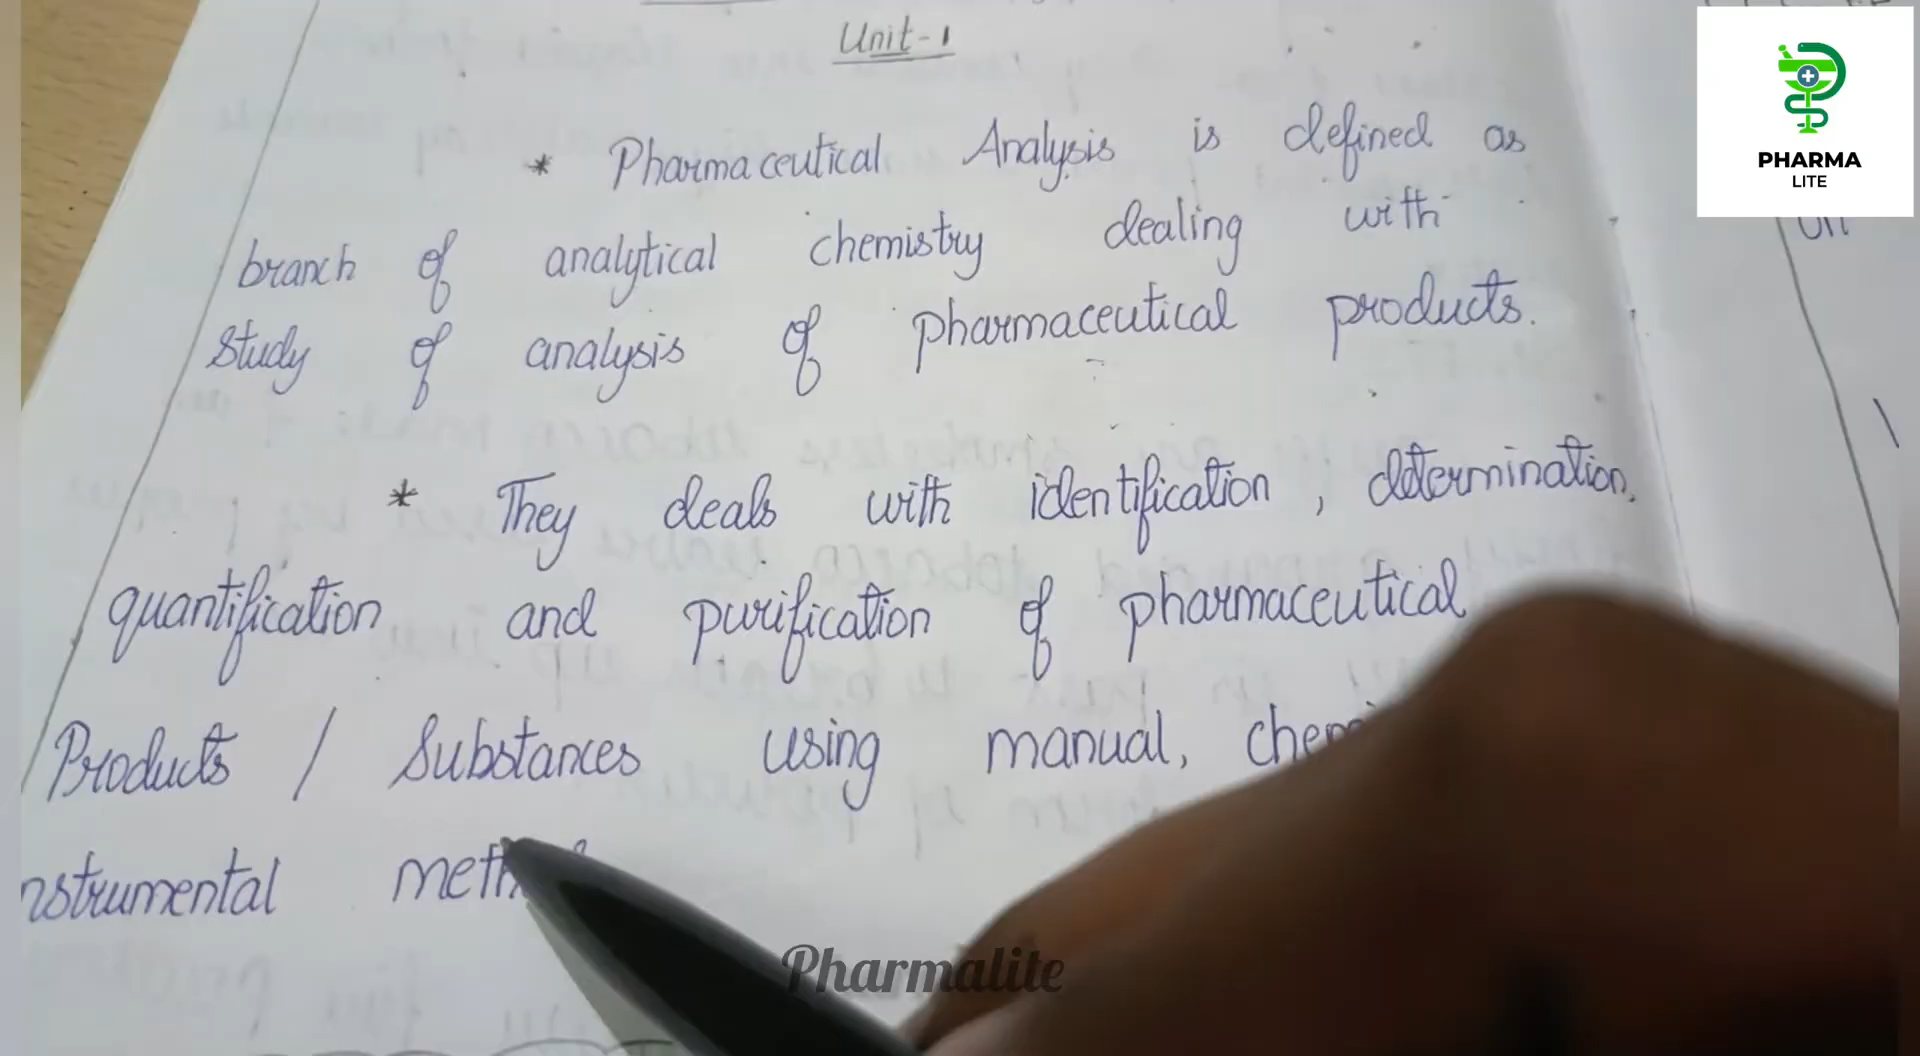 Unit-1
* Pharmaceutical Analysis is defined as
branch of analytical chemistry dealing with
study of analysis of pharmaceutical products.
* They deals with identification, determination,
quantification and purification of pharmaceutical
Products / Substances using manual,
PHARMA
LITE
Pharmalite